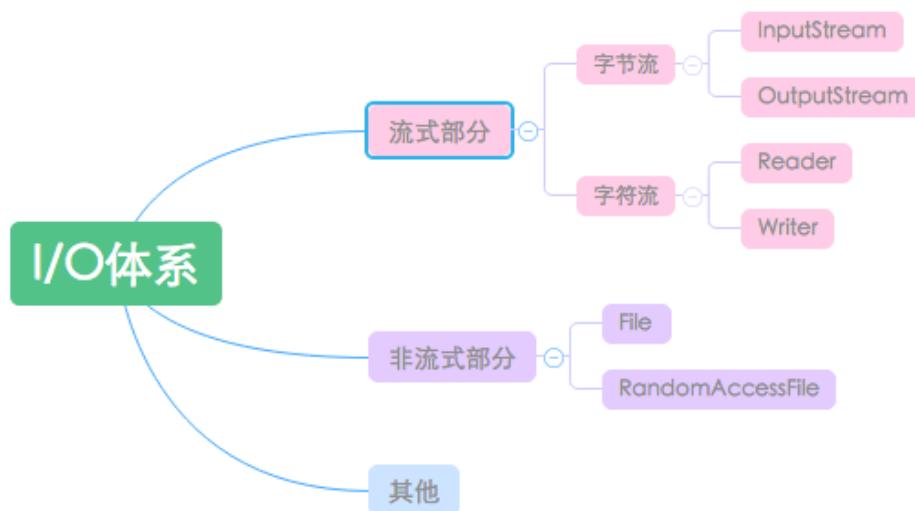 I/O体系
流式部分
字节流
InputStream
OutputStream
字符流
Reader
Writer
非流式部分
File
RandomAccessFile
其他